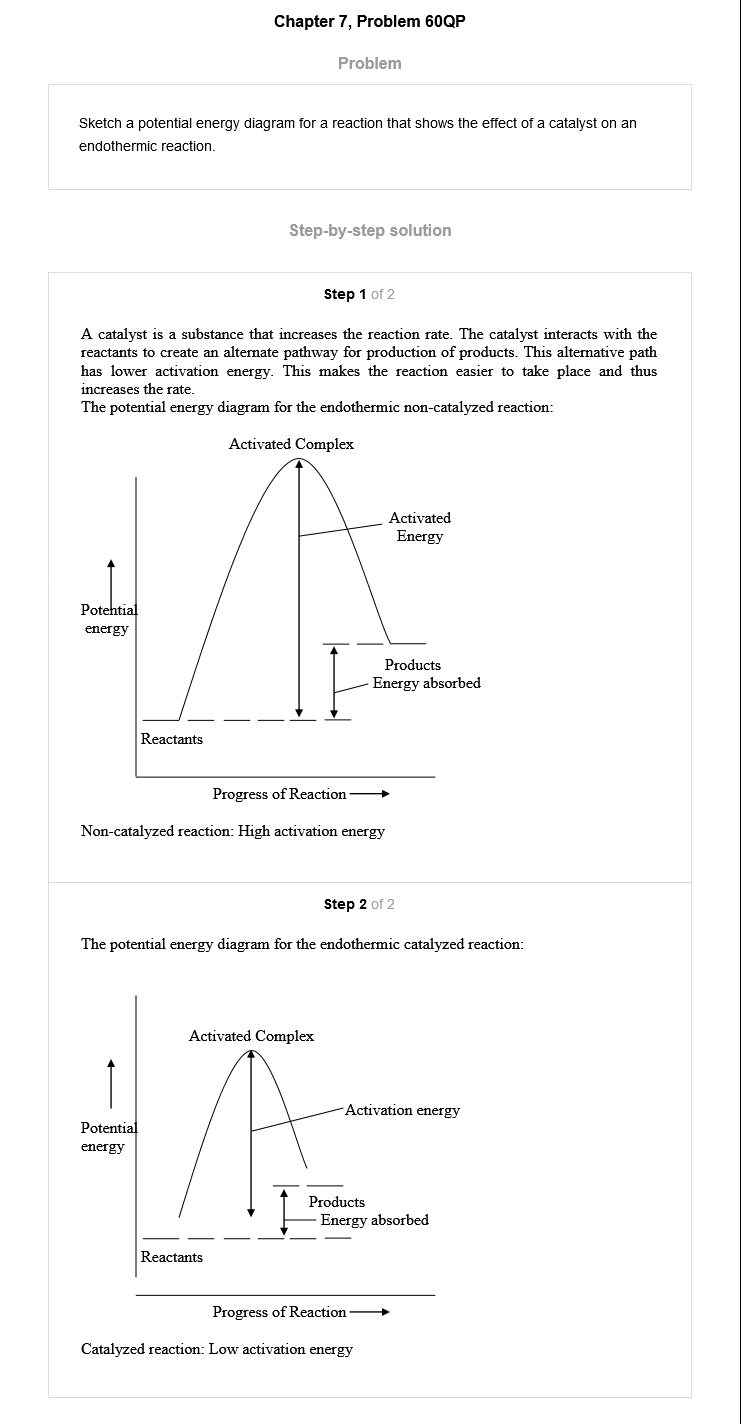 Chapter 7, Problem 60QP
Problem
Sketch a potential energy diagram for a reaction that shows the effect of a catalyst on an
endothermic reaction.
Step-by-step solution
Step 1 of 2
A catalyst is a substance that increases the reaction rate. The catalyst interacts with the
reactants to create an alternate pathway for production of products. This alternative path
has lower activation energy. This makes the reaction easier to take place and thus
increases the rate.
The potential energy diagram for the endothermic non-catalyzed reaction:
Activated Complex
Activated
Energy
Potential
energy
Products
Energy absorbed
Reactants
Progress of Reaction
Non-catalyzed reaction: High activation energy
Step 2 of 2
The potential energy diagram for the endothermic catalyzed reaction:
Activated Complex
Activation energy
Potential
energy
Products
Energy absorbed
Reactants
Progress of Reaction
Catalyzed reaction: Low activation energy